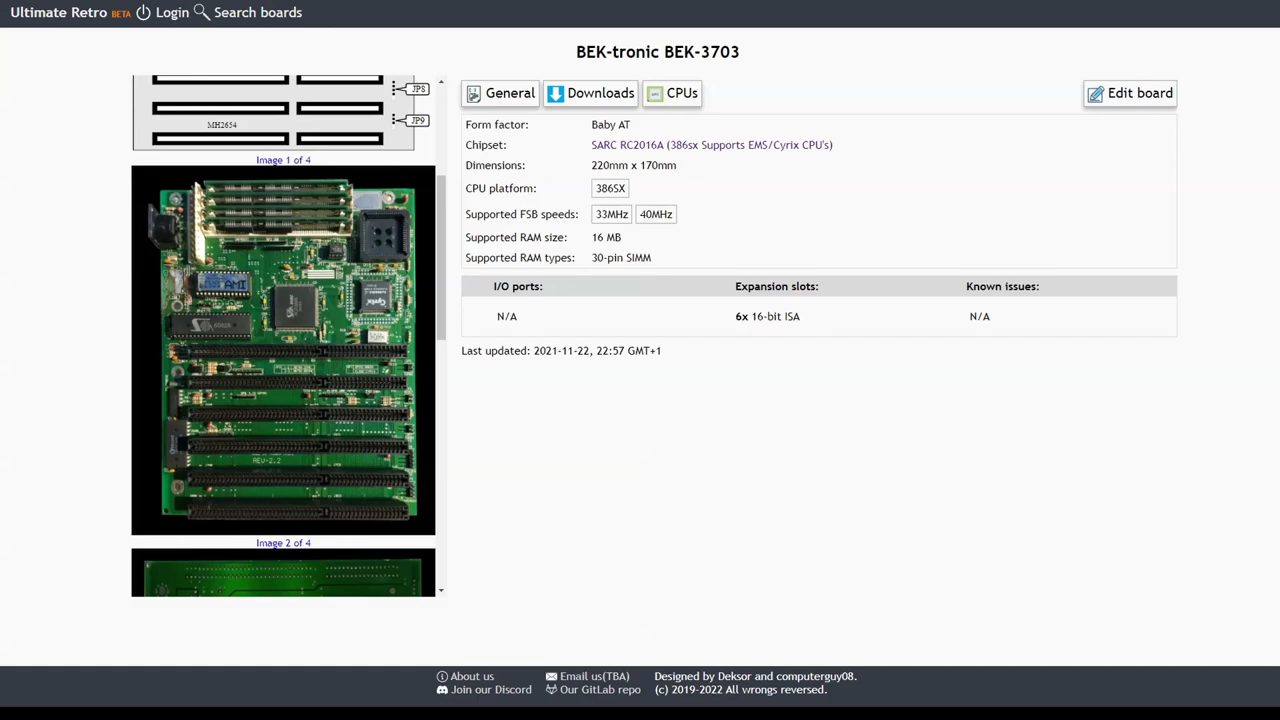 Ultimate Retro BETA Login Search boards
BEK-tronic BEK-3703
JP8
JP9
MH2654
Image 1 of 4
AMI
Cyrix
REV-2.2
Image 2 of 4
General Downloads CPUs Edit board
Form factor: Baby AT
Chipset: SARC RC2016A (386sx Supports EMS/Cyrix CPU's)
Dimensions: 220mm x 170mm
CPU platform: 386SX
Supported FSB speeds: 33MHz 40MHz
Supported RAM size: 16 MB
Supported RAM types: 30-pin SIMM
I/O ports: Expansion slots: Known issues:
N/A 6x 16-bit ISA N/A
Last updated: 2021-11-22, 22:57 GMT+1
About us Email us(TBA) Designed by Deksor and computerguy08.
Join our Discord Our GitLab repo (c) 2019-2022 All wrongs reversed.